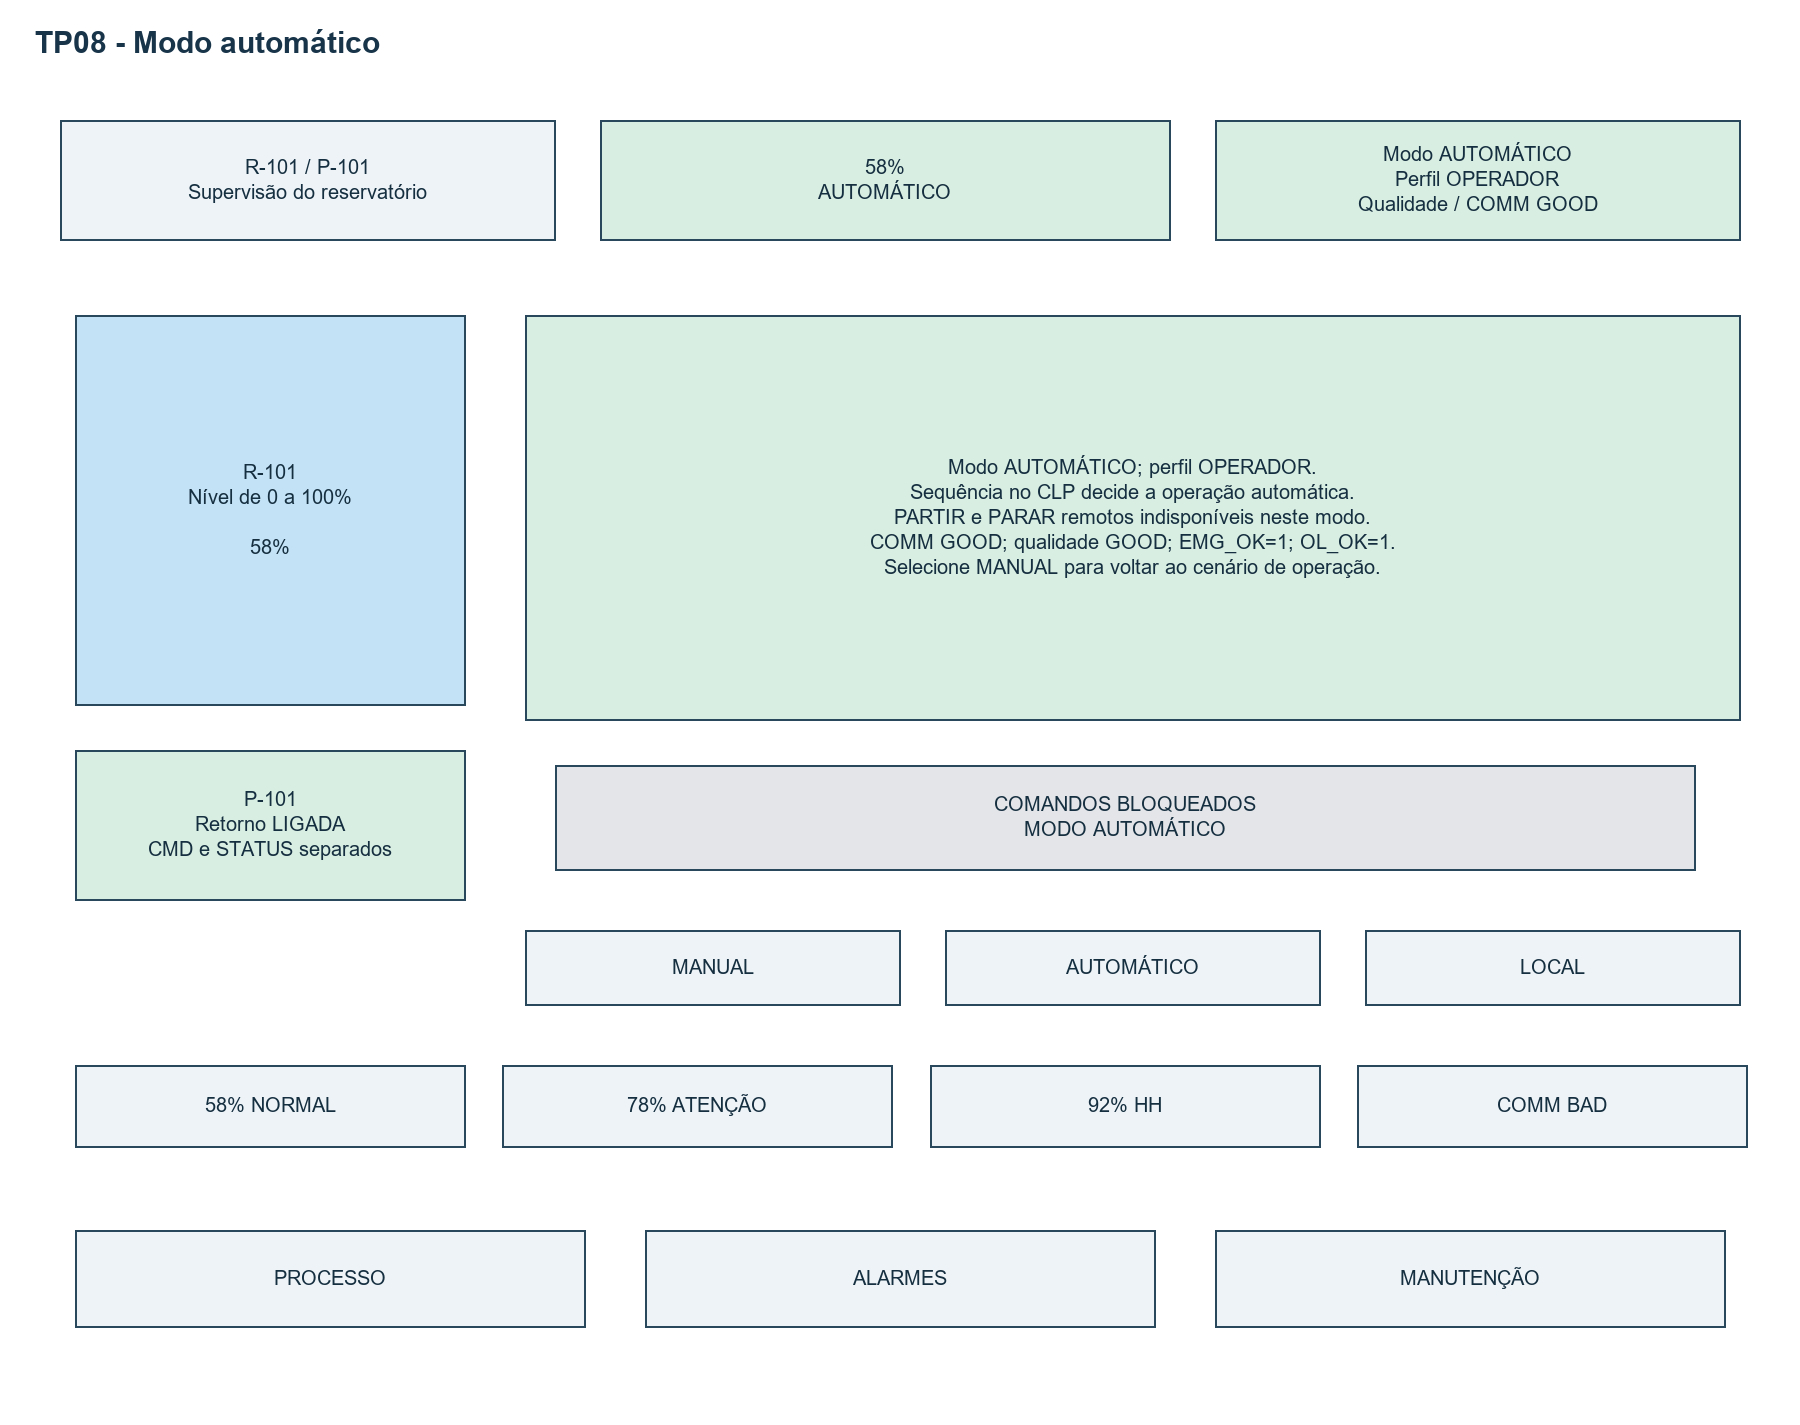 TP08 - Modo automático
R-101 / P-101
Supervisão do reservatório
58%
AUTOMÁTICO
Modo AUTOMÁTICO
Perfil OPERADOR
Qualidade / COMM GOOD
R-101
Nível de 0 a 100%
58%
Modo AUTOMÁTICO; perfil OPERADOR.
Sequência no CLP decide a operação automática.
PARTIR e PARAR remotos indisponíveis neste modo.
COMM GOOD; qualidade GOOD; EMG_OK=1; OL_OK=1.
Selecione MANUAL para voltar ao cenário de operação.
P-101
Retorno LIGADA
CMD e STATUS separados
COMANDOS BLOQUEADOS
MODO AUTOMÁTICO
MANUAL
AUTOMÁTICO
LOCAL
58% NORMAL
78% ATENÇÃO
92% HH
COMM BAD
PROCESSO
ALARMES
MANUTENÇÃO